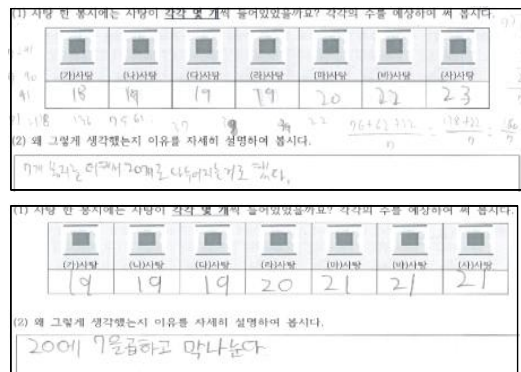 (1) 사탕 한 봉지에는 사탕이 각각 몇 개씩 들어있었을까요? 각각의 수를 예상하여 써 봅시다.
(가)사탕 (나)사탕 (다)사탕 (라)사탕 (마)사탕 (바)사탕 (사)사탕
18 19 19 19 20 22 23
(2) 왜 그렇게 생각했는지 이유를 자세히 설명하여 봅시다.
7개 봉지를 더해서 20개로 나누어지는기로 했다.
(1) 사탕 한 봉지에는 사탕이 각각 몇 개씩 들어있었을까요? 각각의 수를 예상하여 써 봅시다.
(가)사탕 (나)사탕 (다)사탕 (라)사탕 (마)사탕 (바)사탕 (사)사탕
19 19 19 20 21 21 21
(2) 왜 그렇게 생각했는지 이유를 자세히 설명하여 봅시다.
20에 7을곱하고 막나눈다